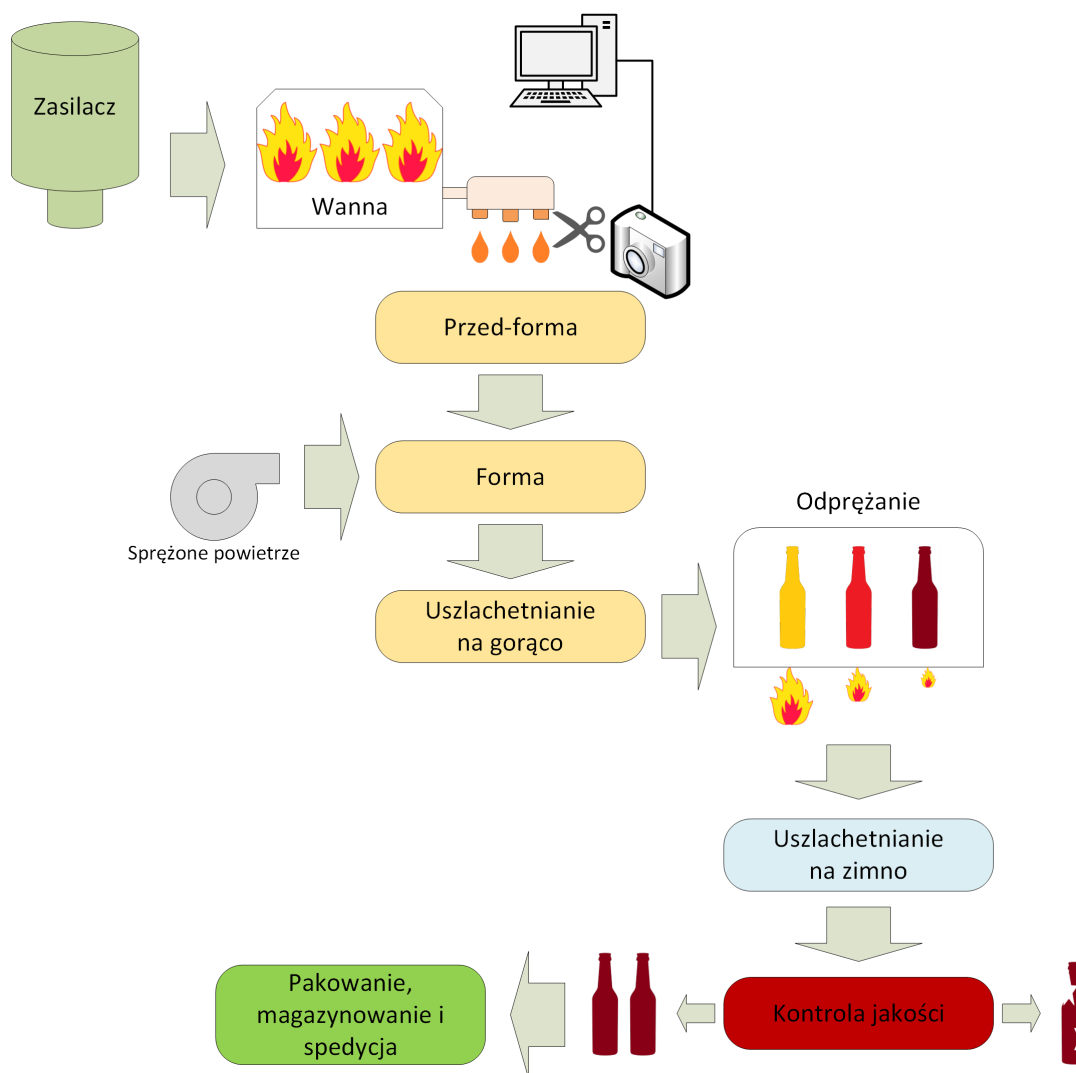 Zasilacz
Wanna
Przed-forma
Forma
Sprężone powietrze
Odprężanie
Uszlachetnianie
na gorąco
Uszlachetnianie
na zimno
Kontrola jakości
Pakowanie,
magazynowanie i
spedycja